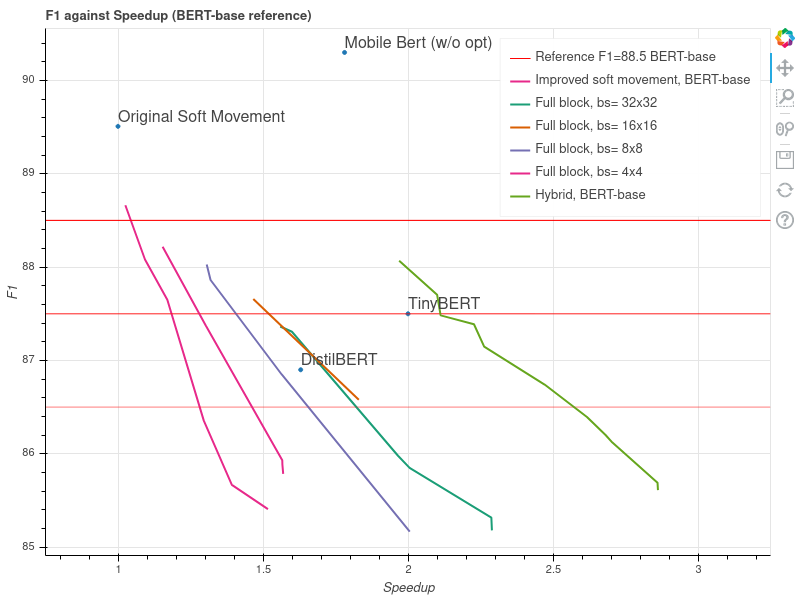 F1 against Speedup (BERT-base reference)
Mobile Bert (w/o opt)
Original Soft Movement
TinyBERT
DistilBERT
Reference F1=88.5 BERT-base
Improved soft movement, BERT-base
Full block, bs= 32x32
Full block, bs= 16x16
Full block, bs= 8x8
Full block, bs= 4x4
Hybrid, BERT-base
F1
90
89
88
87
86
85
1
1.5
2
2.5
3
Speedup